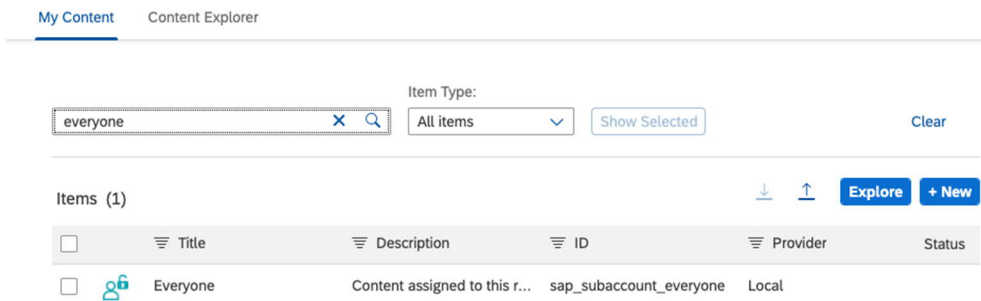 My Content Content Explorer
Item Type:
everyone All items Show Selected Clear
Items (1) Explore + New
Title Description ID Provider Status
Everyone Content assigned to this r... sap_subaccount_everyone Local